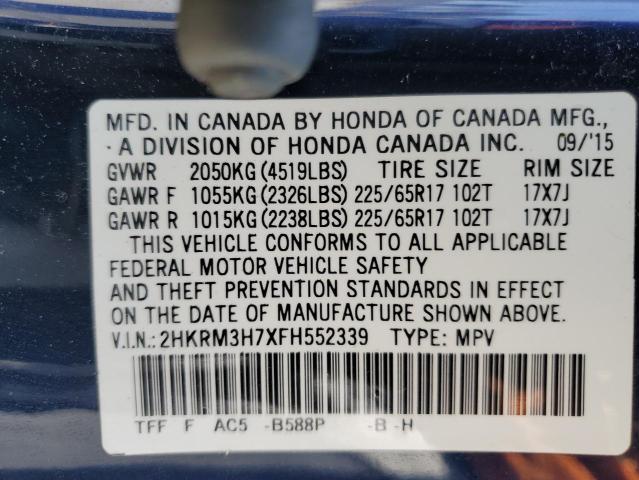 MFD. IN CANADA BY HONDA OF CANADA MFG.,
·A DIVISION OF HONDA CANADA INC. 09/'15
GVWR 2050KG(4519LBS) TIRE SIZE RIM SIZE
GAWR F 1055KG(2326LBS) 225/65R17 102T 17X7J
GAWR R 1015KG(2238LBS) 225/65R17 102T 17X7J
THIS VEHICLE CONFORMS TO ALL APPLICABLE
FEDERAL MOTOR VEHICLE SAFETY
AND THEFT PREVENTION STANDARDS IN EFFECT
ON THE DATE OF MANUFACTURE SHOWN ABOVE.
V.I.N.: 2HKRM3H7XFH552339 TYPE: MPV
TFF F AC5 -B588P -B -H